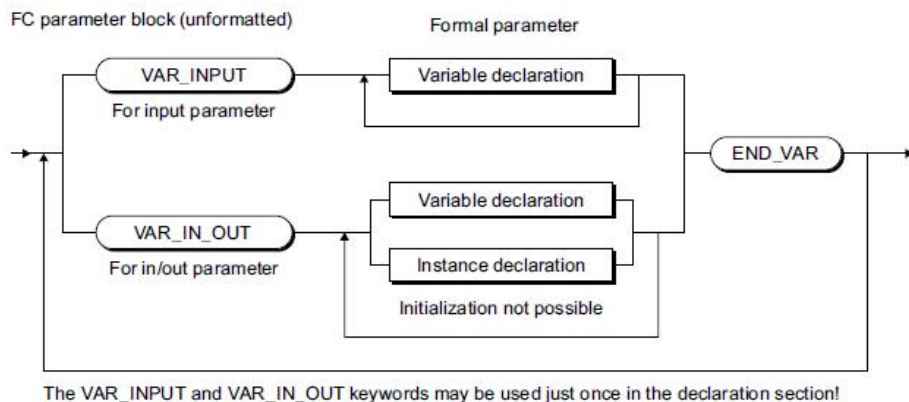 FC parameter block (unformatted)
Formal parameter
VAR_INPUT
Variable declaration
For input parameter
END_VAR
Variable declaration
VAR_IN_OUT
For in/out parameter
Instance declaration
Initialization not possible
The VAR_INPUT and VAR_IN_OUT keywords may be used just once in the declaration section!